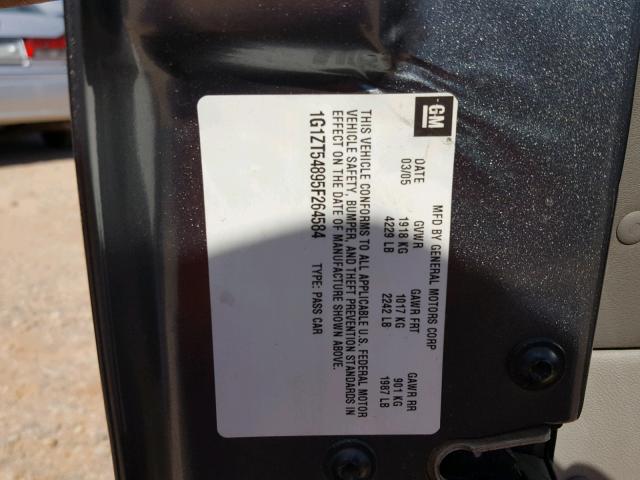 GM
MFD BY GENERAL MOTORS CORP
DATE GVWR GAWR FRT GAWR RR
03/05 1918 KG 1017 KG 901 KG
4229 LB 2242 LB 1987 LB
THIS VEHICLE CONFORMS TO ALL APPLICABLE U.S. FEDERAL MOTOR
VEHICLE SAFETY, BUMPER, AND THEFT PREVENTION STANDARDS IN
EFFECT ON THE DATE OF MANUFACTURE SHOWN ABOVE.
1G1ZT54895F264584 TYPE: PASS CAR